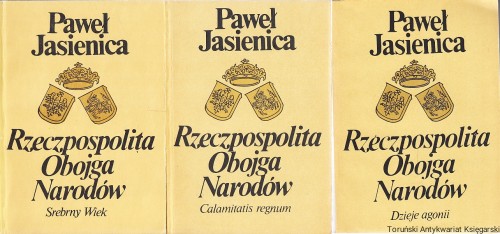 Paweł
Jasienica
Rzeczpospolita
Obojga
Narodów
Srebrny Wiek
Paweł
Jasienica
Rzeczpospolita
Obojga
Narodów
Calamitatis regnum
Paweł
Jasienica
Rzeczpospolita
Obojga
Narodów
Dzieje agonii
Toruński Antykwariat Księgarski